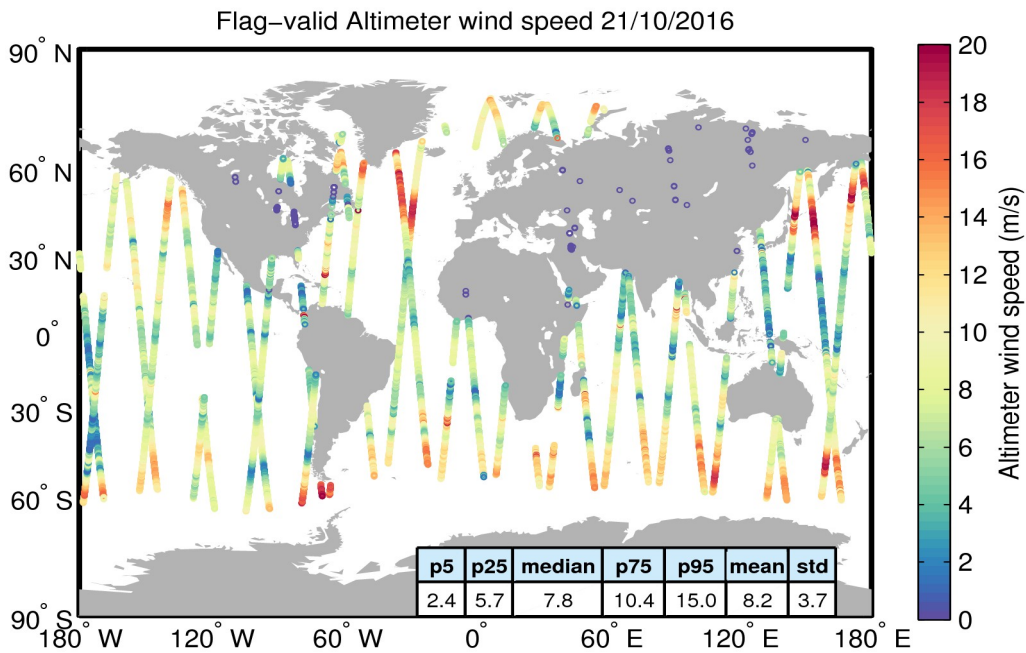 Flag−valid Altimeter wind speed 21/10/2016
90° N
60° N
30° N
0°
30° S
60° S
90° S
180° W
120° W
60° W
0°
60° E
120° E
180° E
p5 p25 median p75 p95 mean std
2.4 5.7 7.8 10.4 15.0 8.2 3.7
20
18
16
14
12
10
8
6
4
2
0
Altimeter wind speed (m/s)